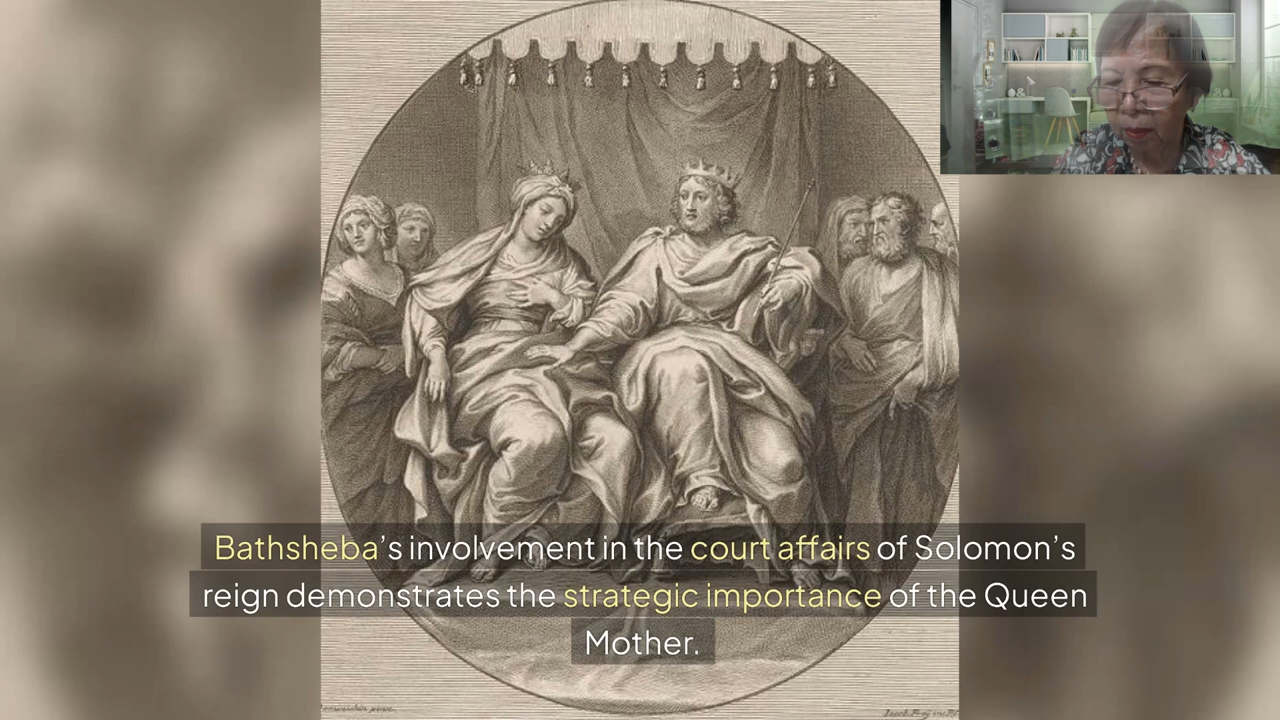 Bathsheba’s involvement in the court affairs of Solomon’s
reign demonstrates the strategic importance of the Queen
Mother.